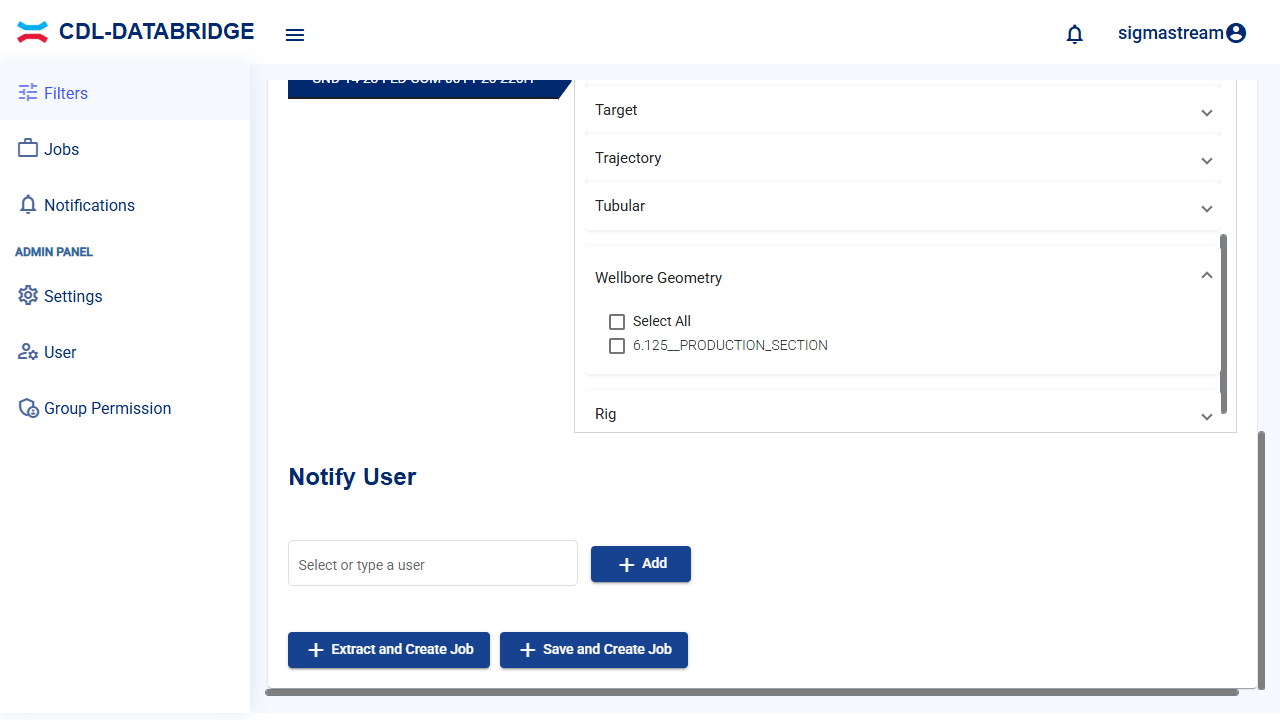 CDL-DATABRIDGE
sigmastream
Filters
Jobs
Notifications
ADMIN PANEL
Settings
User
Group Permission
Target
Trajectory
Tubular
Wellbore Geometry
Select All
6.125__PRODUCTION_SECTION
Rig
Notify User
Select or type a user
Add
Extract and Create Job
Save and Create Job